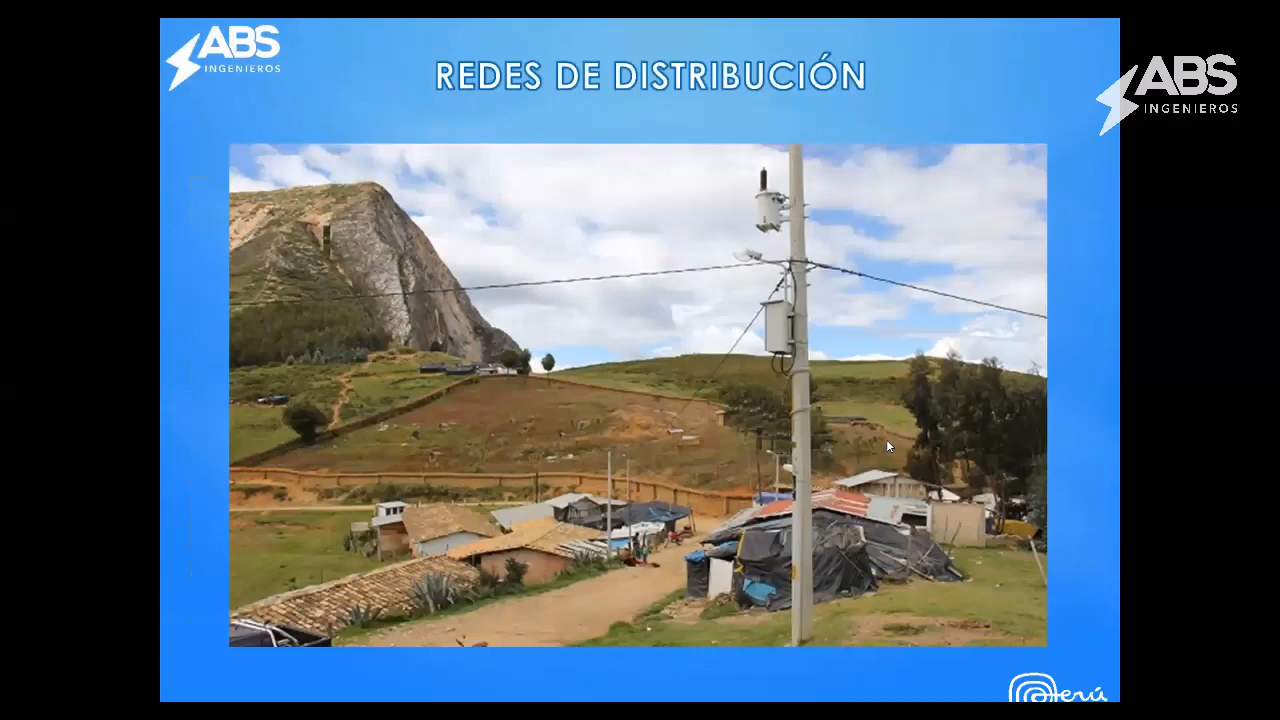 ABS
INGENIEROS
REDES DE DISTRIBUCIÓN
ABS
INGENIEROS
Perú